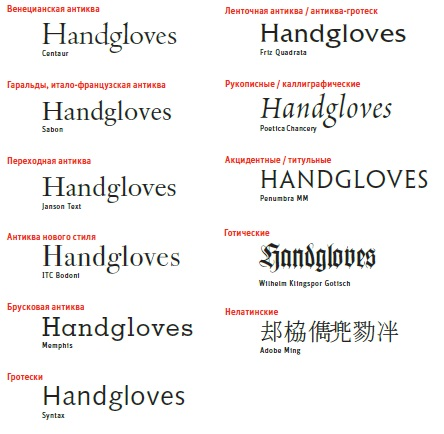 Венецианская антиква
Handgloves
Centaur
Гаральды, итало-французская антиква
Handgloves
Sabon
Переходная антиква
Handgloves
Janson Text
Антиква нового стиля
Handgloves
ITC Bodoni
Брусковая антиква
Handgloves
Memphis
Гротески
Handgloves
Syntax
Ленточная антиква / антиква-гротеск
Handgloves
Friz Quadrata
Рукописные / каллиграфические
Handgloves
Poetica Chancery
Акцидентные / титульные
HANDGLOVES
Penumbra MM
Готические
Handgloves
Wilhelm Klingspor Gotisch
Нелатинские
Adobe Ming